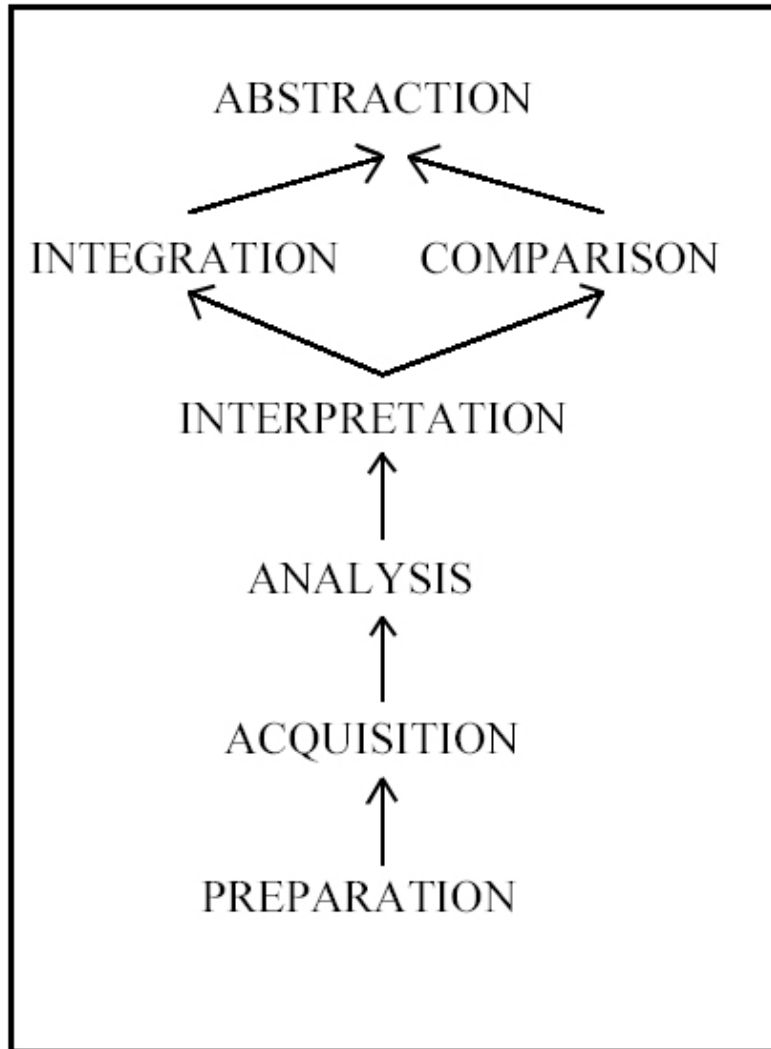 ABSTRACTION
INTEGRATION COMPARISON
INTERPRETATION
ANALYSIS
ACQUISITION
PREPARATION